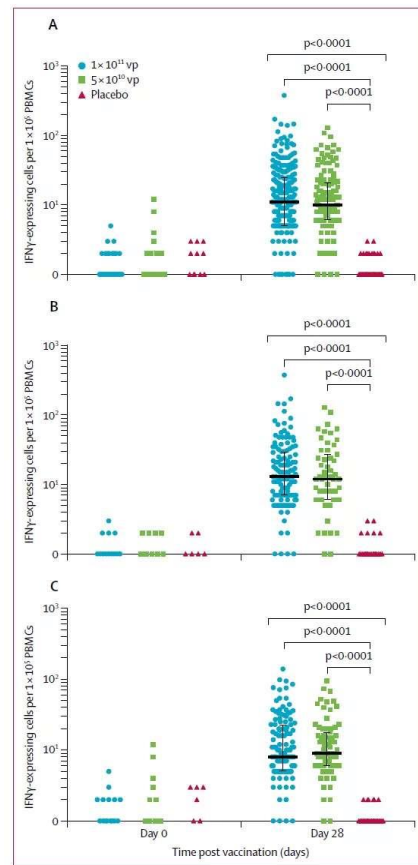 A
p<0·0001
p<0·0001
p<0·0001
1×10¹¹ vp
5×10¹⁰ vp
Placebo
IFNγ-expressing cells per 1×10⁵ PBMCs
10³
10²
10¹
0
B
p<0·0001
p<0·0001
p<0·0001
IFNγ-expressing cells per 1×10⁵ PBMCs
10³
10²
10¹
0
C
p<0·0001
p<0·0001
p<0·0001
IFNγ-expressing cells per 1×10⁵ PBMCs
10³
10²
10¹
0
Day 0
Day 28
Time post vaccination (days)